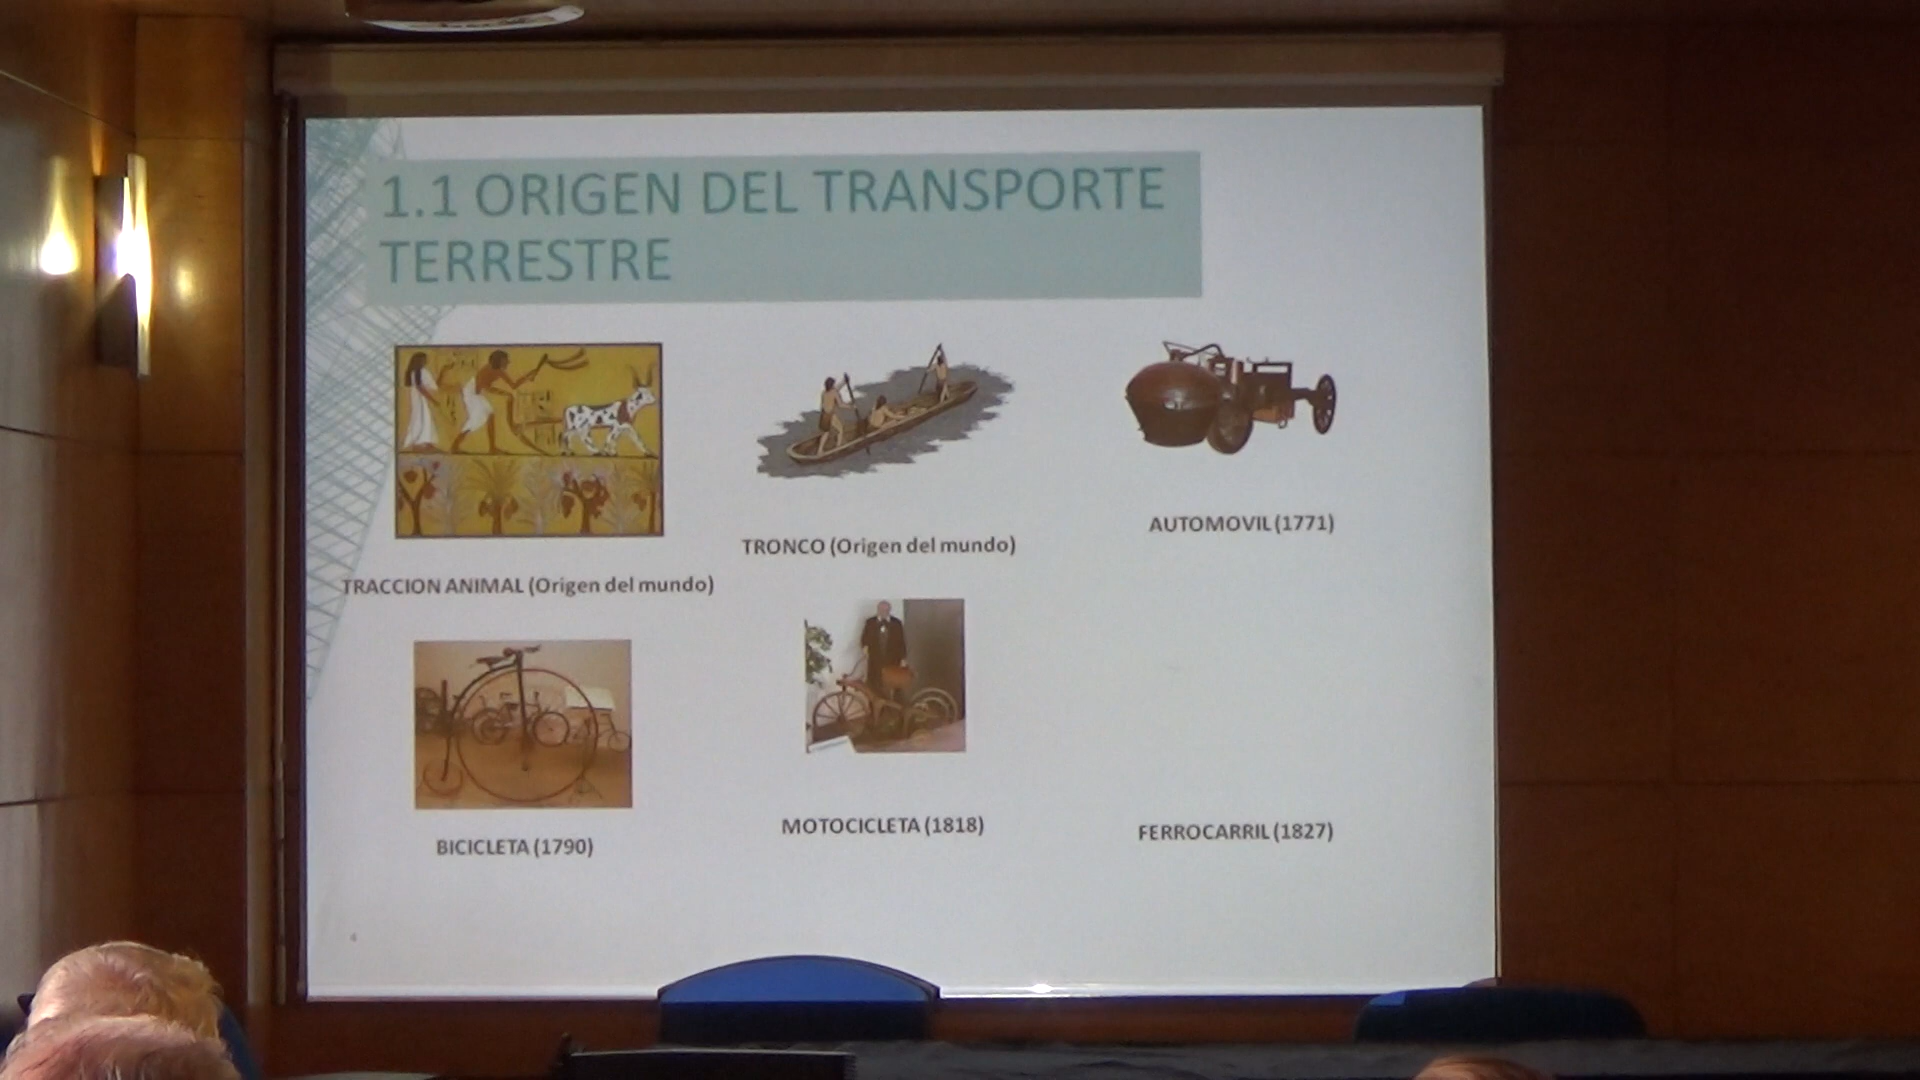 1.1 ORIGEN DEL TRANSPORTE
TERRESTRE
TRACCION ANIMAL (Origen del mundo)
TRONCO (Origen del mundo)
AUTOMOVIL (1771)
BICICLETA (1790)
MOTOCICLETA (1818)
FERROCARRIL (1827)